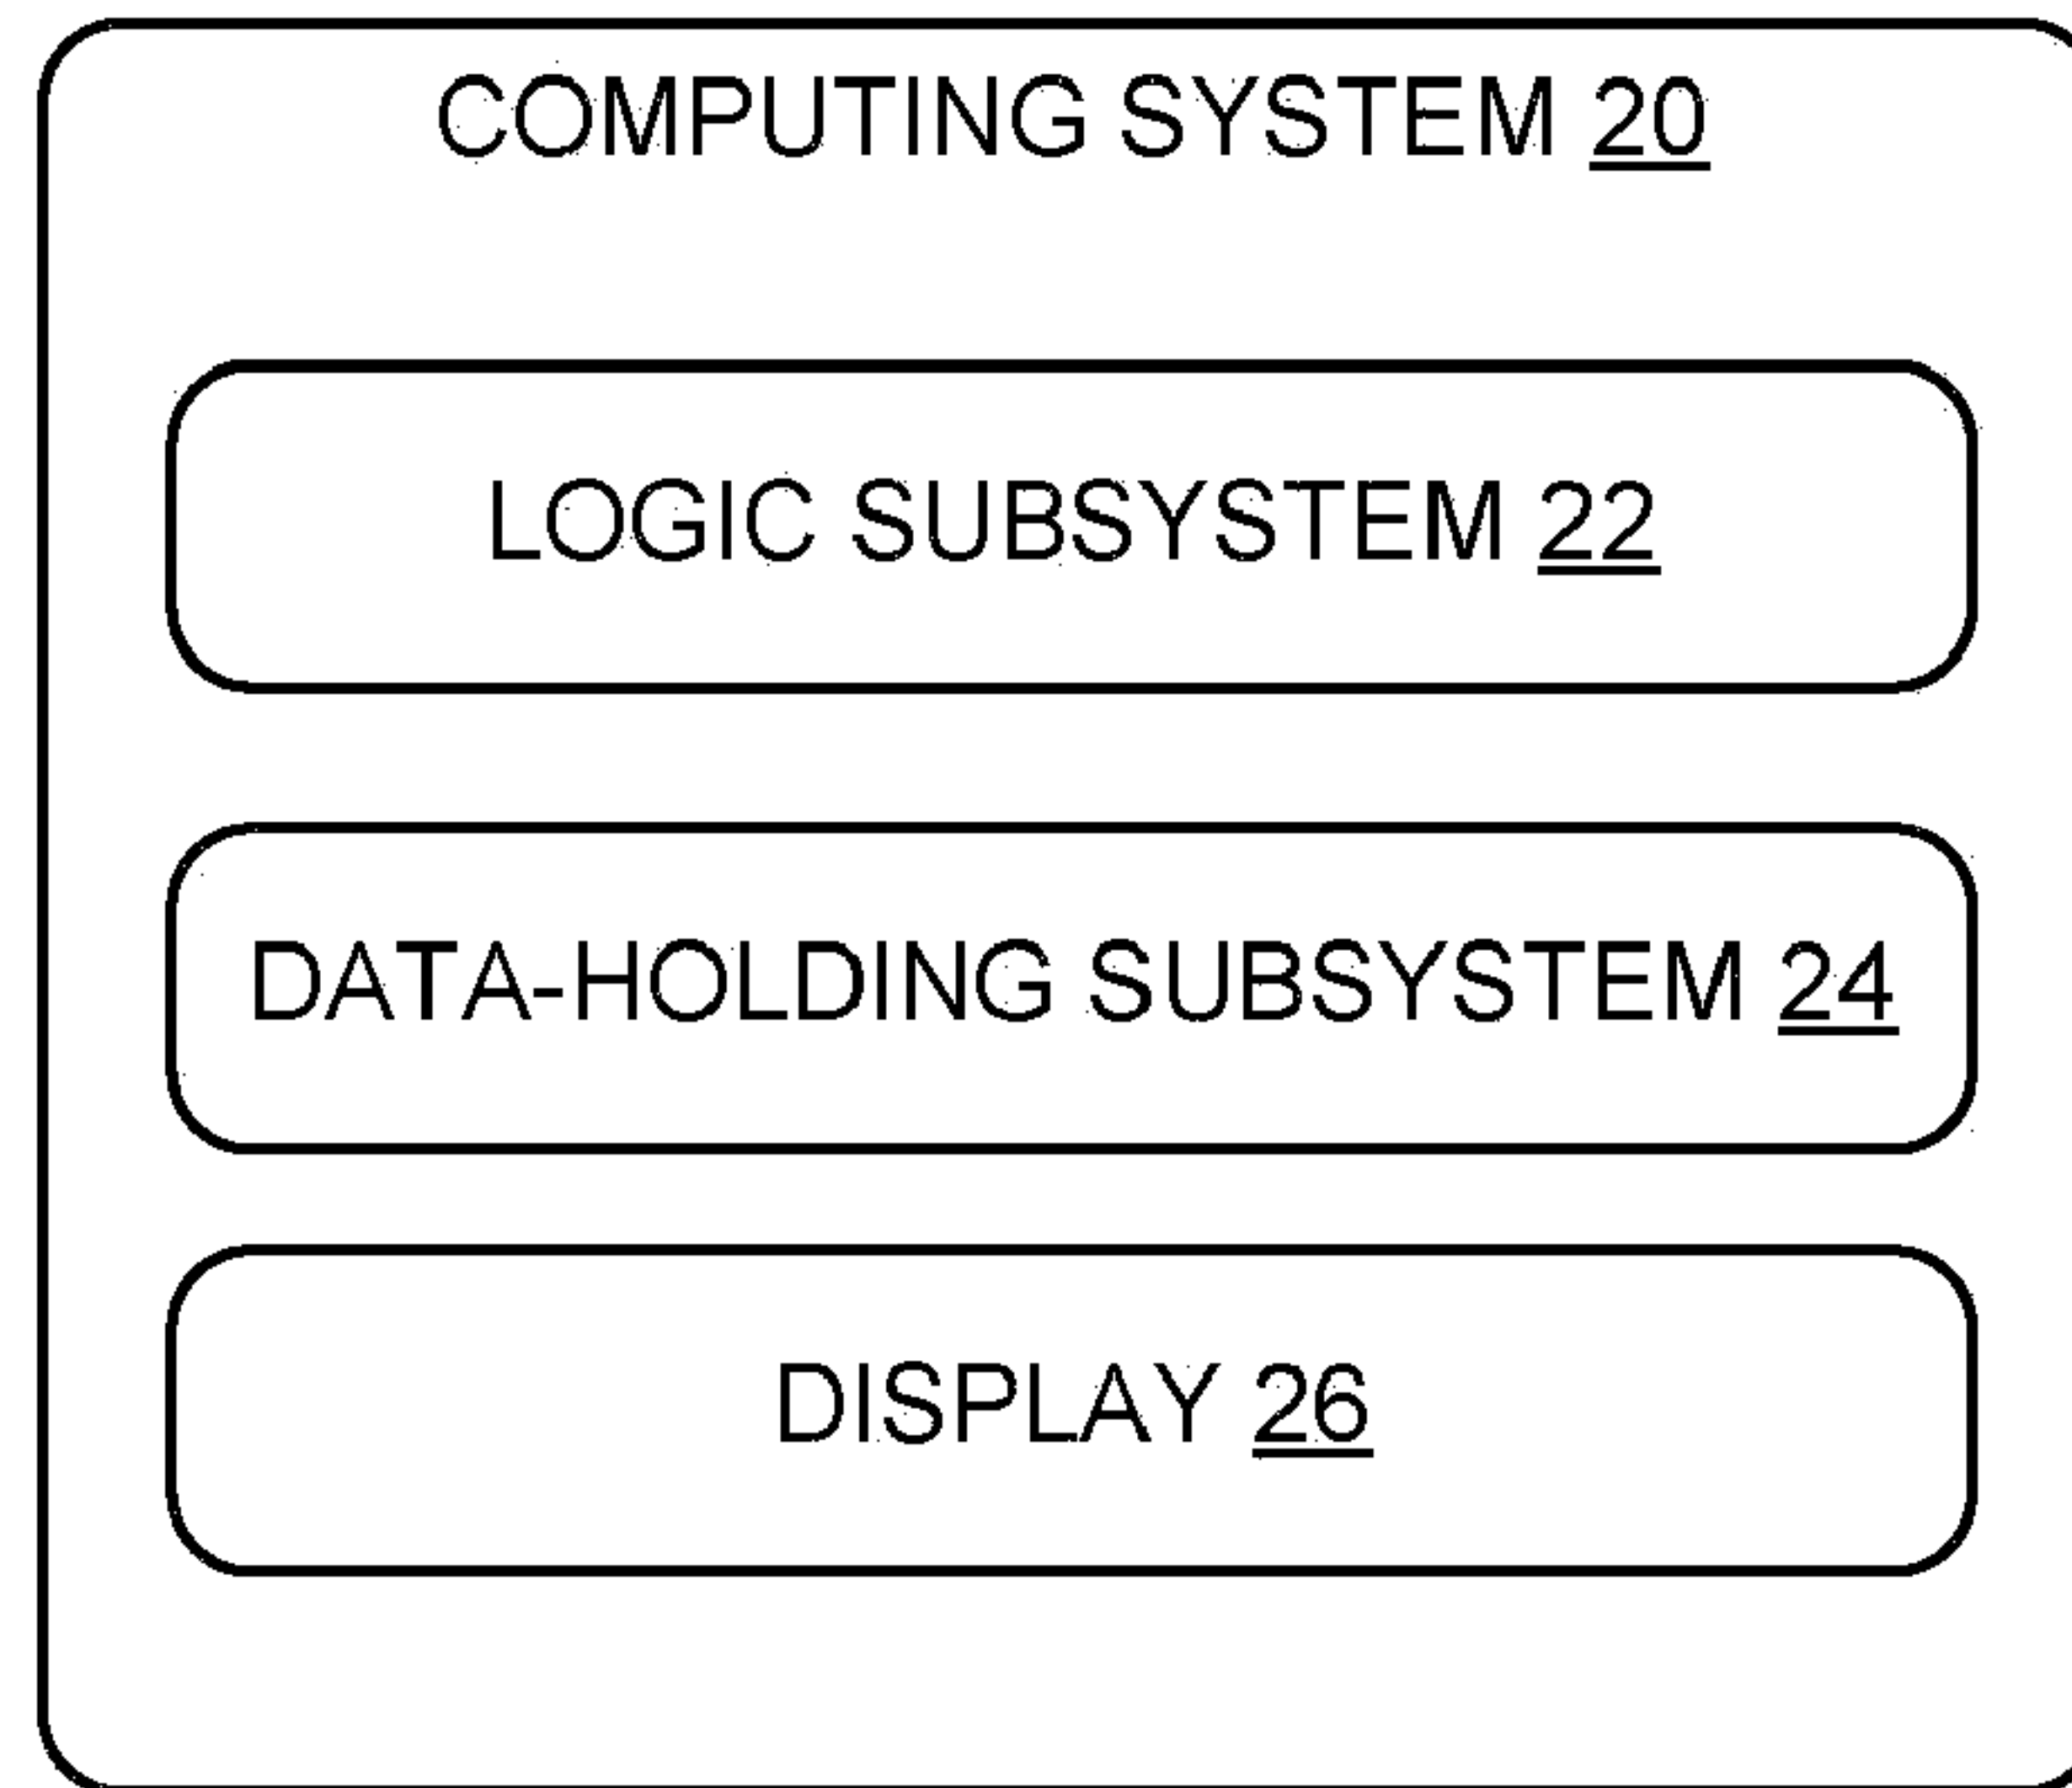 COMPUTING SYSTEM 20
LOGIC SUBSYSTEM 22
DATA-HOLDING SUBSYSTEM 24
DISPLAY 26